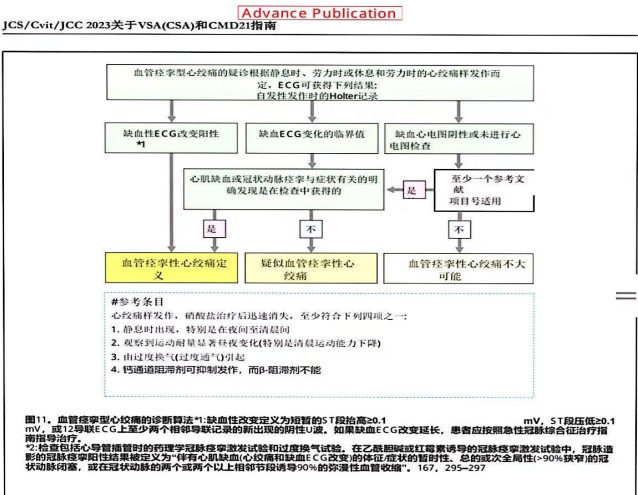 Advance Publication
JCS/Cvit/JCC 2023关于VSA(CSA)和CMD21指南
血管痉挛型心绞痛的疑诊根据静息时、劳力时或休息和劳力时的心绞痛样发作而
定，ECG可获得下列结果:
自发性发作时的Holter记录
缺血性ECG改变阳性
*1
缺血ECG变化的临界值
缺血心电图阴性或未进行心
电图检查
心肌缺血或冠状动脉痉挛与症状有关的明
确发现是在检查中获得的
是
至少一个参考文
献
项目号适用
是
不
不
血管痉挛性心绞痛定
义
疑似血管痉挛性心
绞痛
血管痉挛性心绞痛不大
可能
#参考条目
心绞痛样发作，硝酸盐治疗后迅速消失，至少符合下列四项之一:
1. 静息时出现，特别是在夜间至清晨间
2. 观察到运动耐量显著昼夜变化(特别是清晨运动能力下降)
3. 由过度换气(过度通气)引起
4. 钙通道阻滞剂可抑制发作，而β-阻滞剂不能
图11。血管痉挛型心绞痛的诊断算法*1:缺血性改变定义为短暂的ST段抬高≥0.1 mV，ST段压低≥0.1
mV，或12导联ECG上至少两个相邻导联记录的新出现的阴性U波。如果缺血ECG改变延长，患者应按照急性冠脉综合征治疗指
南指导治疗。
*2:检查包括心导管插管时的药理学冠脉痉挛激发试验和过度换气试验。在乙酰胆碱或红霉素诱导的冠脉痉挛激发试验中，冠脉造
影的冠脉痉挛阳性结果被定义为“伴有心肌缺血(心绞痛和缺血ECG改变)的体征/症状的暂时性、总的或次全局性(>90%狭窄)的冠
状动脉闭塞，或在冠状动脉的两个或两个以上相邻节段诱导90%的弥漫性血管收缩”。167，295–297